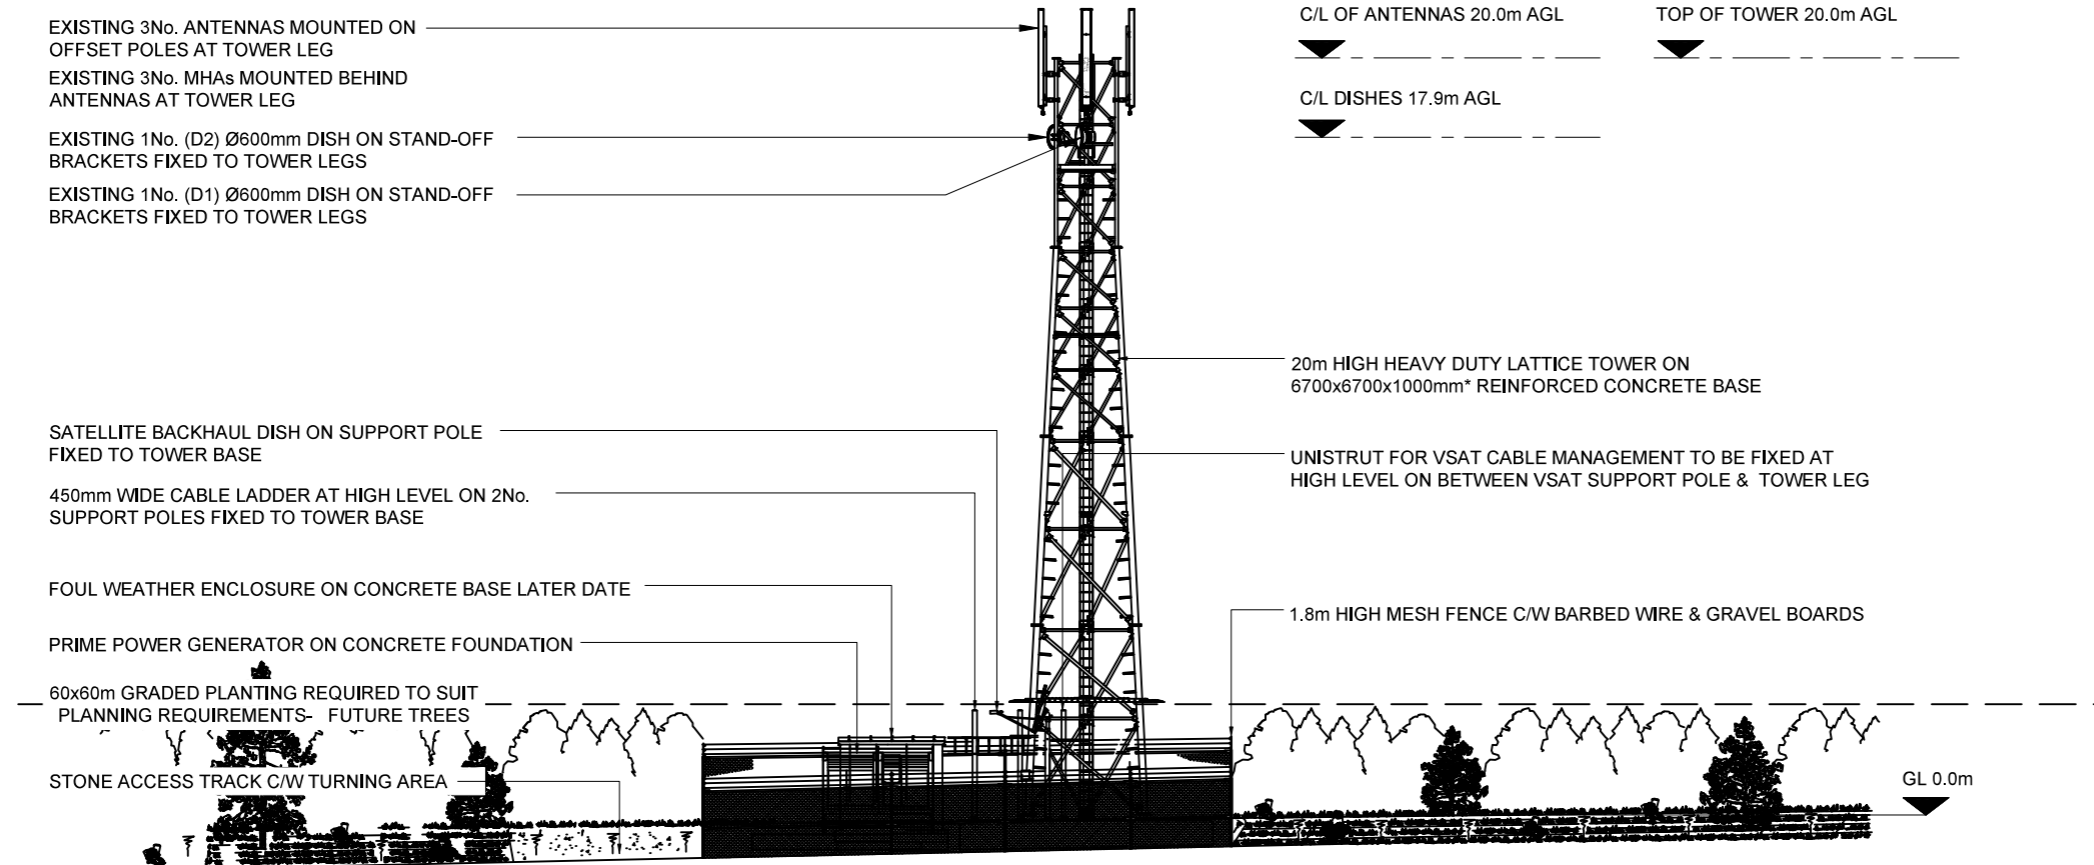 EXISTING 3No. ANTENNAS MOUNTED ON
OFFSET POLES AT TOWER LEG
EXISTING 3No. MHAs MOUNTED BEHIND
ANTENNAS AT TOWER LEG
EXISTING 1No. (D2) Ø600mm DISH ON STAND-OFF
BRACKETS FIXED TO TOWER LEGS
EXISTING 1No. (D1) Ø600mm DISH ON STAND-OFF
BRACKETS FIXED TO TOWER LEGS
SATELLITE BACKHAUL DISH ON SUPPORT POLE
FIXED TO TOWER BASE
450mm WIDE CABLE LADDER AT HIGH LEVEL ON 2No.
SUPPORT POLES FIXED TO TOWER BASE
FOUL WEATHER ENCLOSURE ON CONCRETE BASE LATER DATE
PRIME POWER GENERATOR ON CONCRETE FOUNDATION
60x60m GRADED PLANTING REQUIRED TO SUIT
PLANNING REQUIREMENTS- FUTURE TREES
STONE ACCESS TRACK C/W TURNING AREA
C/L OF ANTENNAS 20.0m AGL
TOP OF TOWER 20.0m AGL
C/L DISHES 17.9m AGL
20m HIGH HEAVY DUTY LATTICE TOWER ON
6700x6700x1000mm* REINFORCED CONCRETE BASE
UNISTRUT FOR VSAT CABLE MANAGEMENT TO BE FIXED AT
HIGH LEVEL ON BETWEEN VSAT SUPPORT POLE & TOWER LEG
1.8m HIGH MESH FENCE C/W BARBED WIRE & GRAVEL BOARDS
GL 0.0m